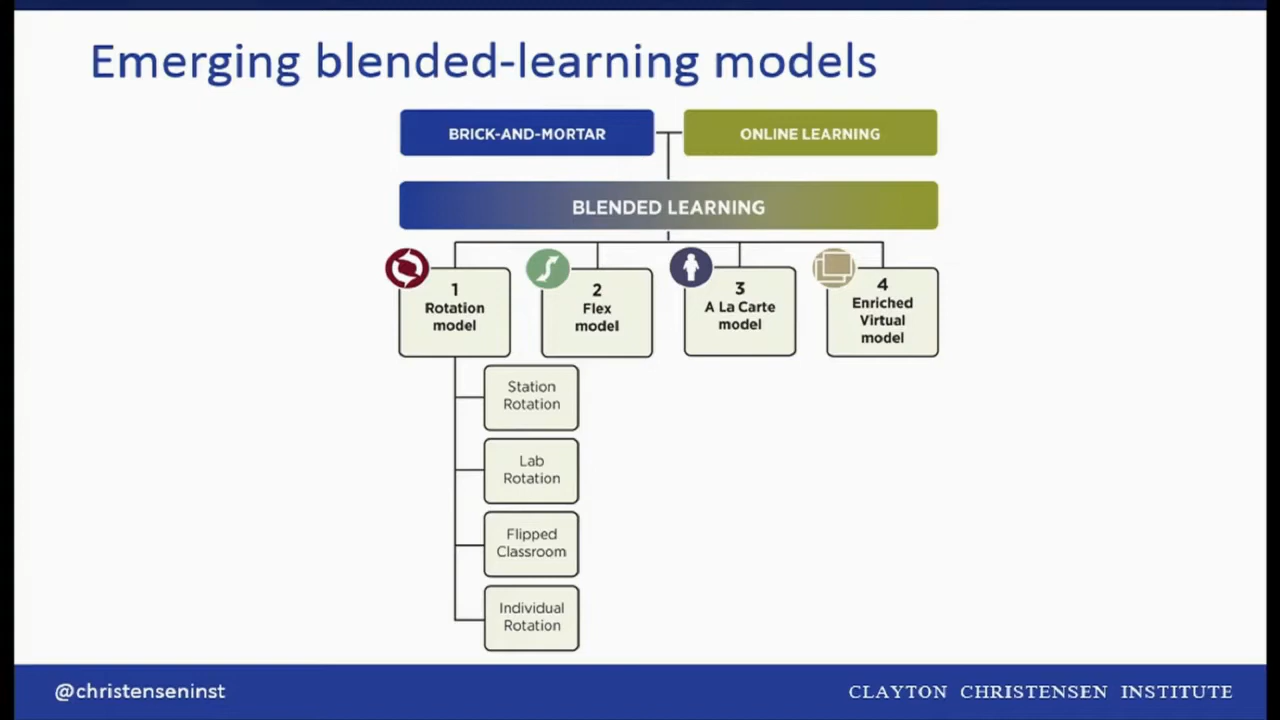 Emerging blended-learning models
BRICK-AND-MORTAR
ONLINE LEARNING
BLENDED LEARNING
1
Rotation
model
2
Flex
model
3
A La Carte
model
4
Enriched
Virtual
model
Station
Rotation
Lab
Rotation
Flipped
Classroom
Individual
Rotation
@christenseninst
CLAYTON CHRISTENSEN INSTITUTE